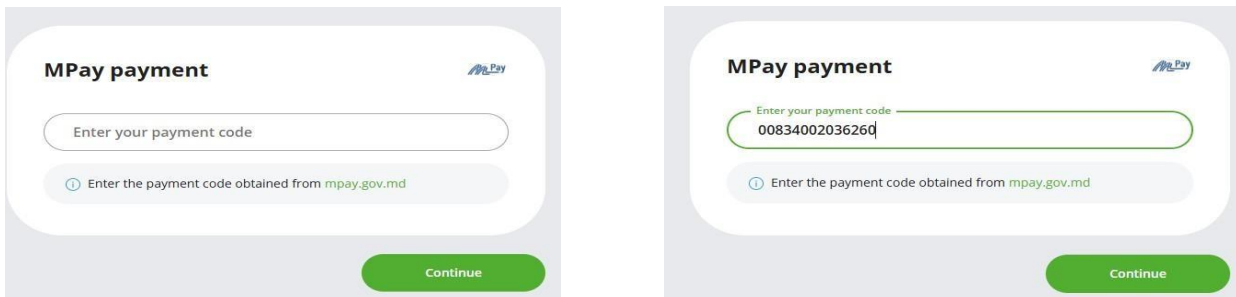 MPay payment
MPay
Enter your payment code
Enter the payment code obtained from mpay.gov.md
Continue
MPay payment
MPay
Enter your payment code
00834002036260
Enter the payment code obtained from mpay.gov.md
Continue